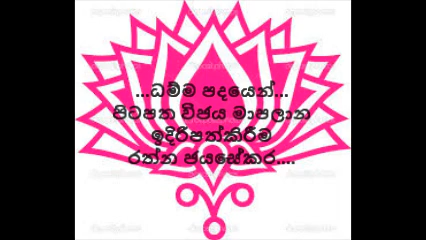 ...ධම්ම පදයෙන්...
පිටපත විජය මාපලාන
ඉදිරිපත්කිරීම
රත්න ජයසේකර....